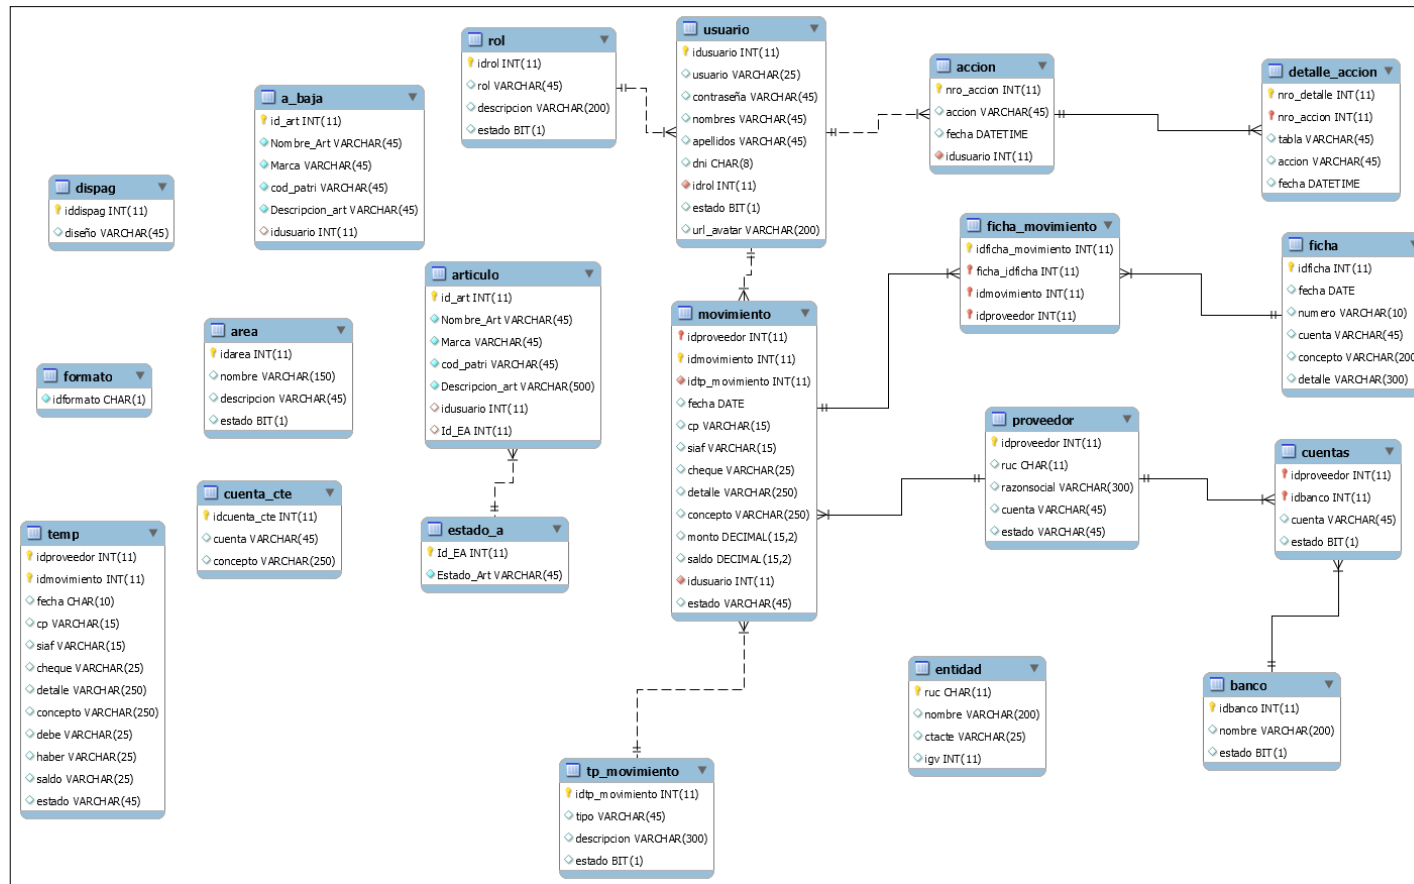 rol
idrol INT(11)
rol VARCHAR(45)
descripcion VARCHAR(200)
estado BIT(1)
usuario
idusuario INT(11)
usuario VARCHAR(25)
contraseña VARCHAR(45)
nombres VARCHAR(45)
apellidos VARCHAR(45)
dni CHAR(8)
idrol INT(11)
estado BIT(1)
url_avatar VARCHAR(200)
accion
nro_accion INT(11)
accion VARCHAR(45)
fecha DATETIME
idusuario INT(11)
detalle_accion
nro_detalle INT(11)
nro_accion INT(11)
tabla VARCHAR(45)
accion VARCHAR(45)
fecha DATETIME
a_baja
id_art INT(11)
Nombre_Art VARCHAR(45)
Marca VARCHAR(45)
cod_patri VARCHAR(45)
Descripcion_art VARCHAR(45)
idusuario INT(11)
dispag
iddispag INT(11)
diseño VARCHAR(45)
articulo
id_art INT(11)
Nombre_Art VARCHAR(45)
Marca VARCHAR(45)
cod_patri VARCHAR(45)
Descripcion_art VARCHAR(500)
idusuario INT(11)
Id_EA INT(11)
ficha_movimiento
idficha_movimiento INT(11)
ficha_idficha INT(11)
idmovimiento INT(11)
idproveedor INT(11)
ficha
idficha INT(11)
fecha DATE
numero VARCHAR(10)
cuenta VARCHAR(45)
concepto VARCHAR(200
detalle VARCHAR(300)
area
idarea INT(11)
nombre VARCHAR(150)
descripcion VARCHAR(45)
estado BIT(1)
formato
idformato CHAR(1)
movimiento
idproveedor INT(11)
idmovimiento INT(11)
idtp_movimiento INT(11)
fecha DATE
cp VARCHAR(15)
siaf VARCHAR(15)
cheque VARCHAR(25)
detalle VARCHAR(250)
concepto VARCHAR(250)
monto DECIMAL(15,2)
saldo DECIMAL(15,2)
idusuario INT(11)
estado VARCHAR(45)
proveedor
idproveedor INT(11)
ruc CHAR(11)
razonsocial VARCHAR(300)
cuenta VARCHAR(45)
estado VARCHAR(45)
cuentas
idproveedor INT(11)
idbanco INT(11)
cuenta VARCHAR(45)
estado BIT(1)
cuenta_cte
idcuenta_cte INT(11)
cuenta VARCHAR(45)
concepto VARCHAR(250)
estado_a
Id_EA INT(11)
Estado_Art VARCHAR(45)
temp
idproveedor INT(11)
idmovimiento INT(11)
fecha CHAR(10)
cp VARCHAR(15)
siaf VARCHAR(15)
cheque VARCHAR(25)
detalle VARCHAR(250)
concepto VARCHAR(250)
debe VARCHAR(25)
haber VARCHAR(25)
saldo VARCHAR(25)
estado VARCHAR(45)
entidad
ruc CHAR(11)
nombre VARCHAR(200)
ctacte VARCHAR(25)
igv INT(11)
banco
idbanco INT(11)
nombre VARCHAR(200)
estado BIT(1)
tp_movimiento
idtp_movimiento INT(11)
tipo VARCHAR(45)
descripcion VARCHAR(300)
estado BIT(1)